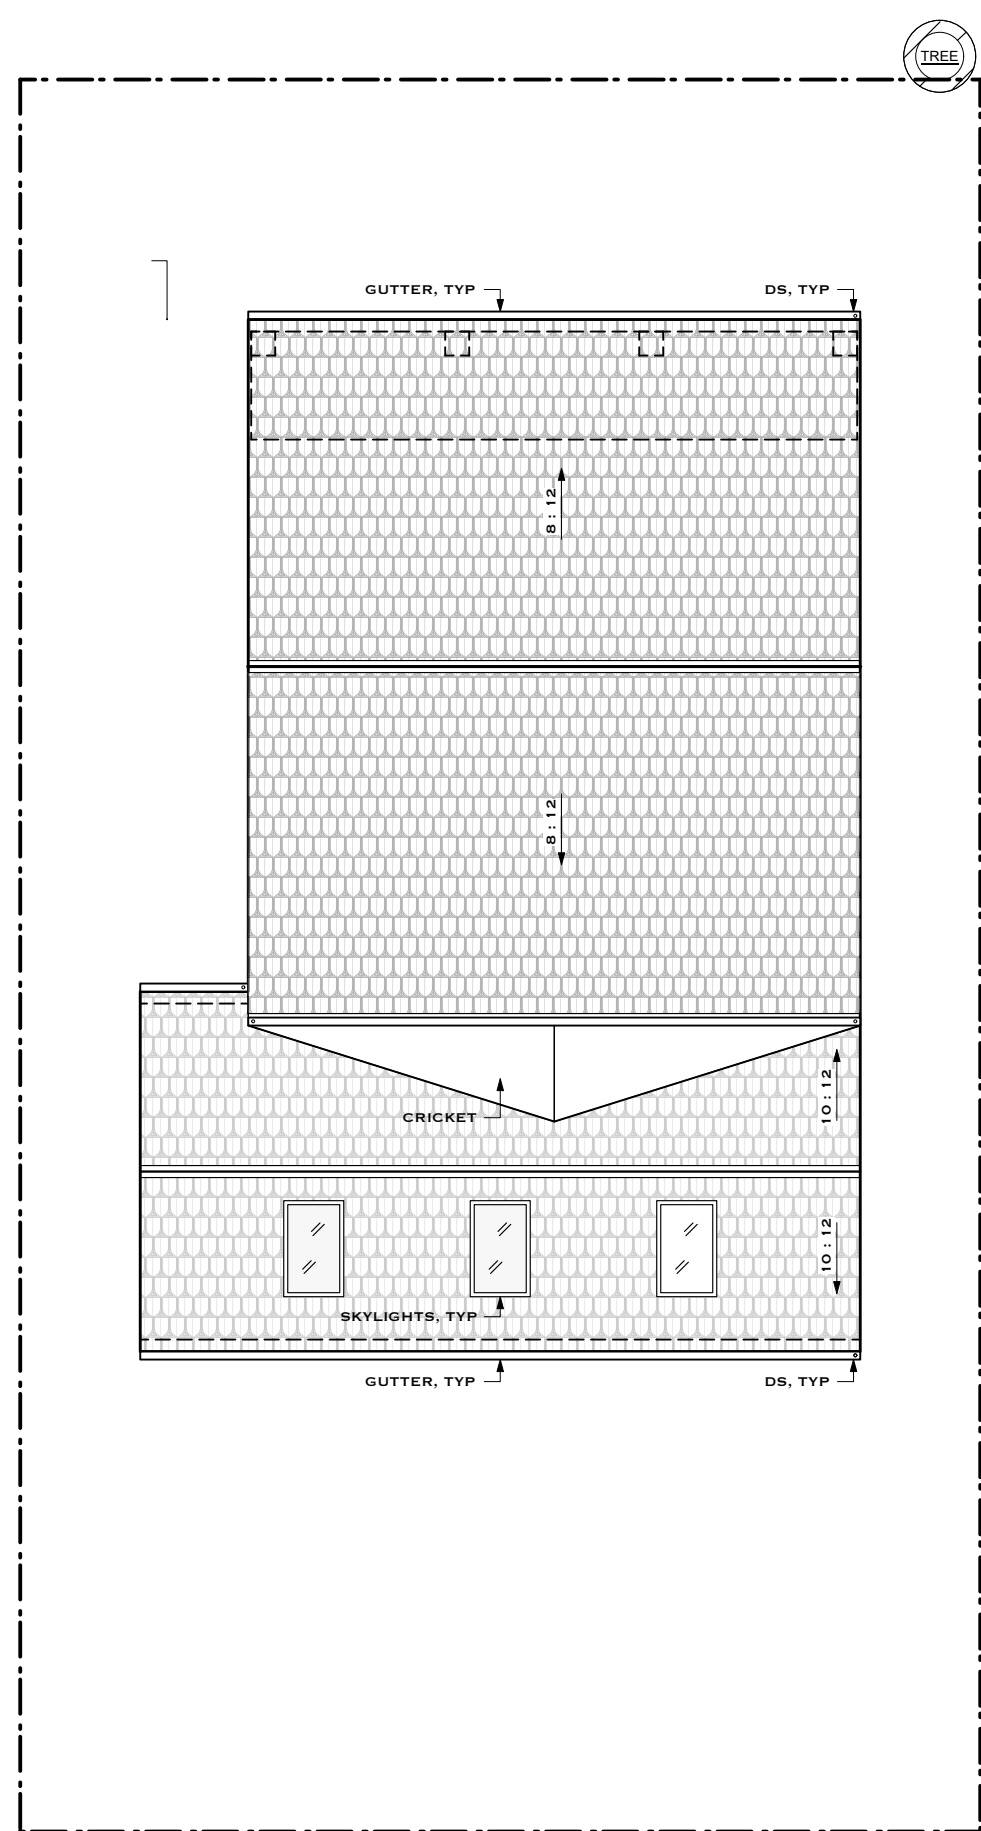 TREE
GUTTER, TYP
DS, TYP
8:12
8:12
10:12
CRICKET
10:12
SKYLIGHTS, TYP
GUTTER, TYP
DS, TYP